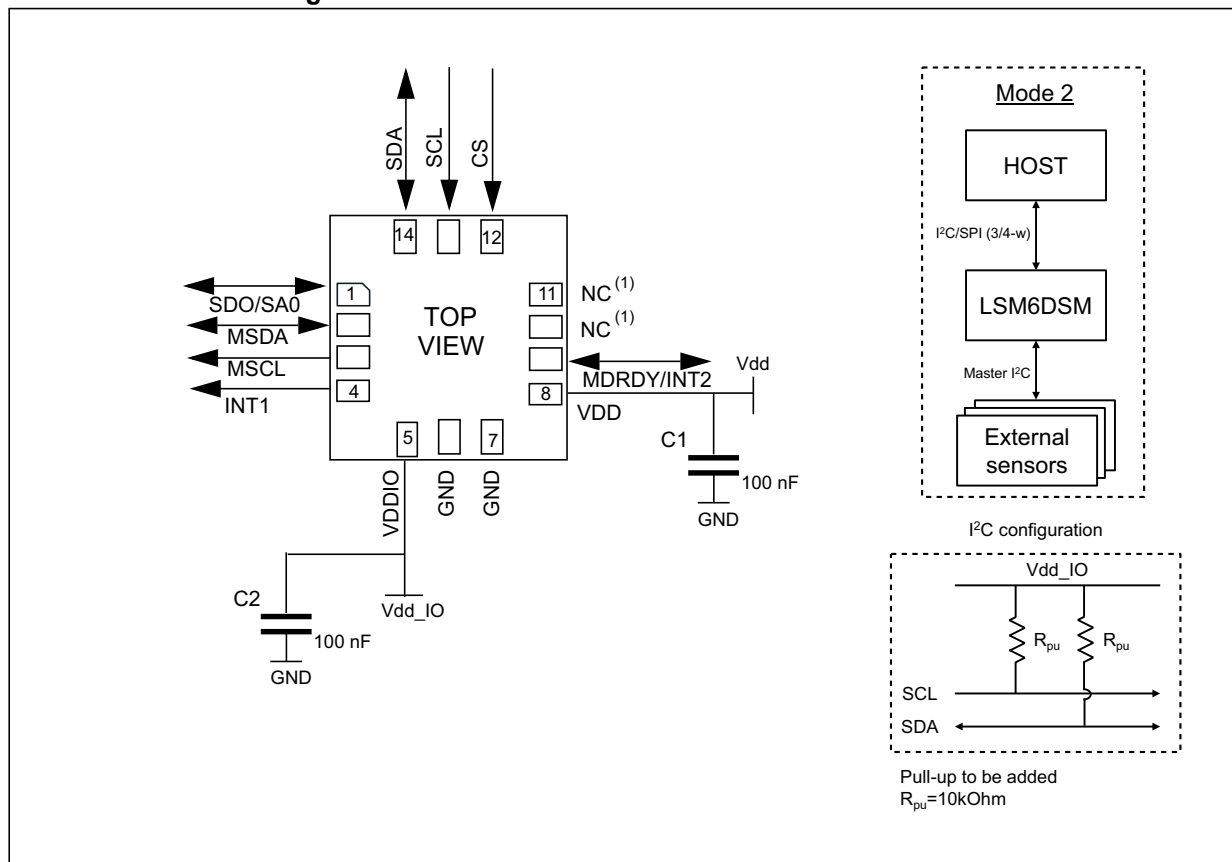 SDA
SCL
CS
14
12
1
SDO/SA0
MSDA
MSCL
4
INT1
TOP
VIEW
11
NC(1)
NC(1)
MDRDY/INT2
8
VDD
Vdd
C1
100 nF
GND
5
7
VDDIO
GND
GND
C2
100 nF
GND
Vdd_IO
Mode 2
HOST
I²C/SPI (3/4-w)
LSM6DSM
Master I²C
External
sensors
I²C configuration
Vdd_IO
Rpu
Rpu
SCL
SDA
Pull-up to be added
Rpu=10kOhm